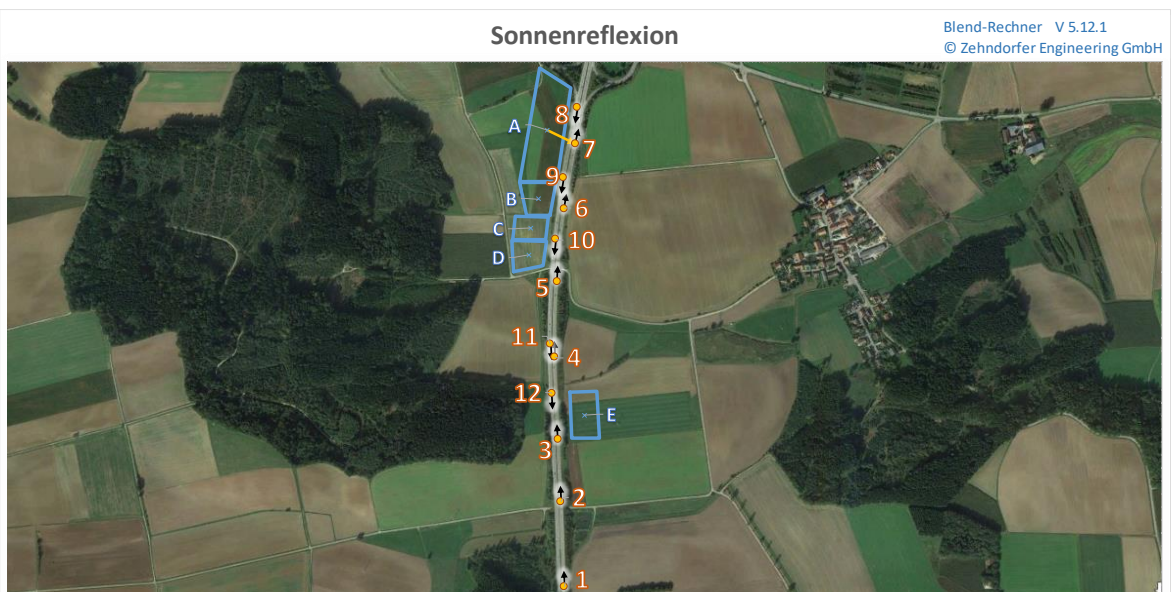 Sonnenreflexion
Blend-Rechner V 5.12.1
© Zehndorfer Engineering GmbH
8
A
7
9
B
6
C
10
D
5
11
4
12
E
3
2
1